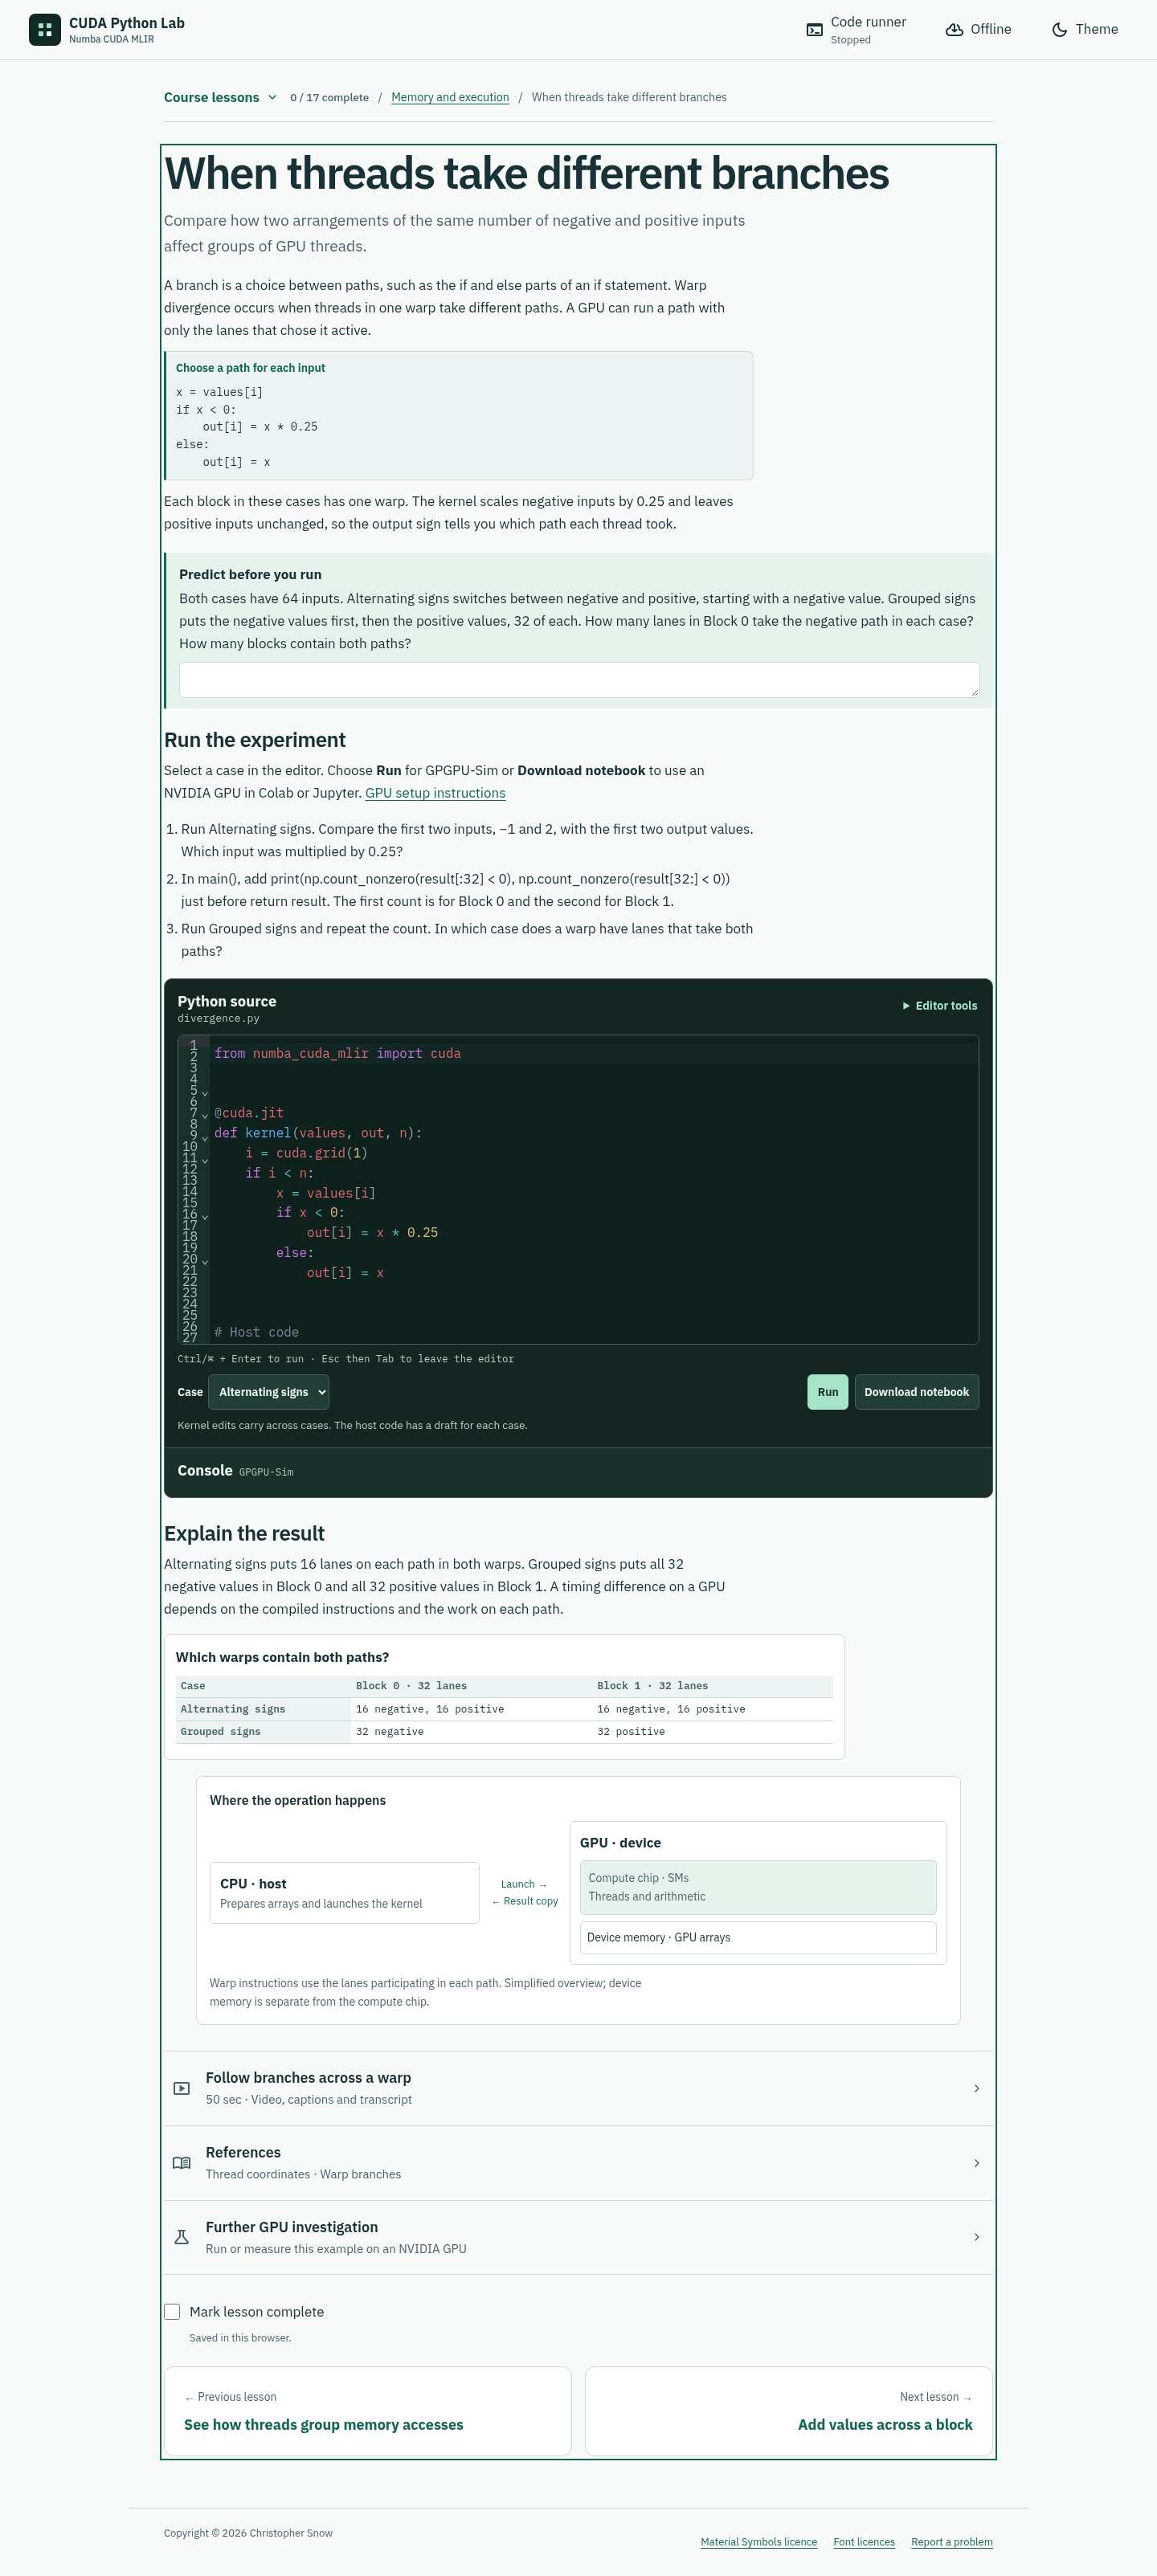 CUDA Python Lab
Numba CUDA MLIR
Code runner
Stopped
Offline
Theme
Course lessons
0 / 17 complete / Memory and execution / When threads take different branches
When threads take different branches
Compare how two arrangements of the same number of negative and positive inputs
affect groups of GPU threads.
A branch is a choice between paths, such as the if and else parts of an if statement. Warp
divergence occurs when threads in one warp take different paths. A GPU can run a path with
only the lanes that chose it active.
Choose a path for each input
x = values[i]
if x < 0:
    out[i] = x * 0.25
else:
    out[i] = x
Each block in these cases has one warp. The kernel scales negative inputs by 0.25 and leaves
positive inputs unchanged, so the output sign tells you which path each thread took.
Predict before you run
Both cases have 64 inputs. Alternating signs switches between negative and positive, starting with a negative value. Grouped signs
puts the negative values first, then the positive values, 32 of each. How many lanes in Block 0 take the negative path in each case?
How many blocks contain both paths?
Run the experiment
Select a case in the editor. Choose Run for GPGPU-Sim or Download notebook to use an
NVIDIA GPU in Colab or Jupyter. GPU setup instructions
1. Run Alternating signs. Compare the first two inputs, −1 and 2, with the first two output values.
Which input was multiplied by 0.25?
2. In main(), add print(np.count_nonzero(result[:32] < 0), np.count_nonzero(result[32:] < 0))
just before return result. The first count is for Block 0 and the second for Block 1.
3. Run Grouped signs and repeat the count. In which case does a warp have lanes that take both
paths?
Python source
divergence.py
▶ Editor tools
1
2
3
4
5
6
7
8
9
10
11
12
13
14
15
16
17
18
19
20
21
22
23
24
25
26
27
from numba_cuda_mlir import cuda
@cuda.jit
def kernel(values, out, n):
    i = cuda.grid(1)
    if i < n:
        x = values[i]
        if x < 0:
            out[i] = x * 0.25
        else:
            out[i] = x
# Host code
Ctrl/⌘ + Enter to run · Esc then Tab to leave the editor
Case Alternating signs
Run
Download notebook
Kernel edits carry across cases. The host code has a draft for each case.
Console GPGPU-Sim
Explain the result
Alternating signs puts 16 lanes on each path in both warps. Grouped signs puts all 32
negative values in Block 0 and all 32 positive values in Block 1. A timing difference on a GPU
depends on the compiled instructions and the work on each path.
Which warps contain both paths?
Case Block 0 · 32 lanes Block 1 · 32 lanes
Alternating signs 16 negative, 16 positive 16 negative, 16 positive
Grouped signs 32 negative 32 positive
Where the operation happens
CPU · host
Prepares arrays and launches the kernel
Launch →
← Result copy
GPU · device
Compute chip · SMs
Threads and arithmetic
Device memory · GPU arrays
Warp instructions use the lanes participating in each path. Simplified overview; device
memory is separate from the compute chip.
Follow branches across a warp
50 sec · Video, captions and transcript
References
Thread coordinates · Warp branches
Further GPU investigation
Run or measure this example on an NVIDIA GPU
Mark lesson complete
Saved in this browser.
← Previous lesson
See how threads group memory accesses
Next lesson →
Add values across a block
Copyright © 2026 Christopher Snow
Material Symbols licence
Font licences
Report a problem